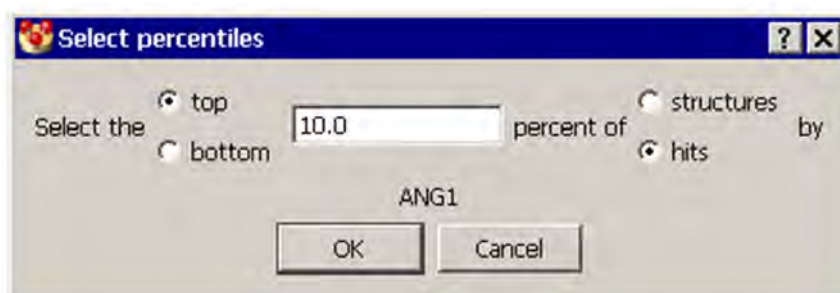 Select percentiles
top
structures
Select the
10.0
percent of
by
bottom
hits
ANG1
OK
Cancel